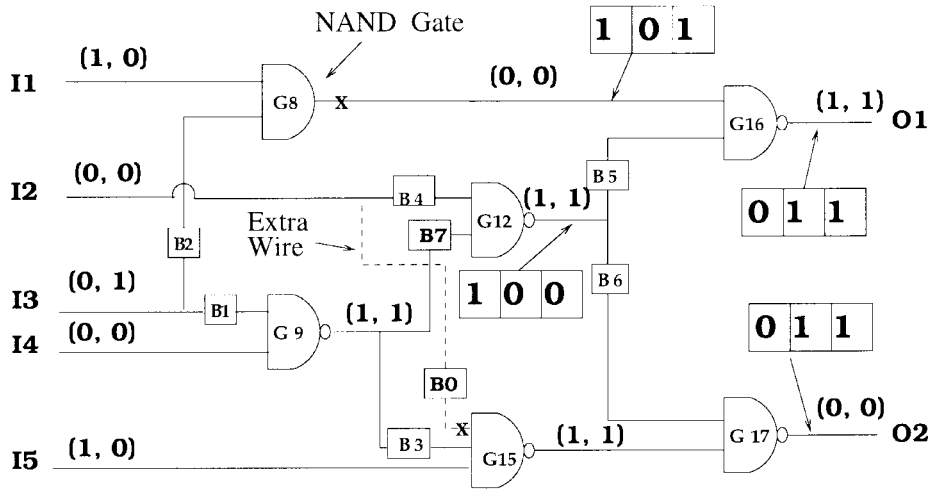 NAND Gate
1 0 1
I1
(1, 0)
G8
x
(0, 0)
G16
(1, 1)
O1
I2
(0, 0)
B4
G12
(1, 1)
B5
0 1 1
Extra
Wire
B7
B2
1 0 0
B6
I3
(0, 1)
B1
I4
(0, 0)
G 9
(1, 1)
0 1 1
B0
x
(0, 0)
O2
B 3
G15
(1, 1)
G 17
I5
(1, 0)